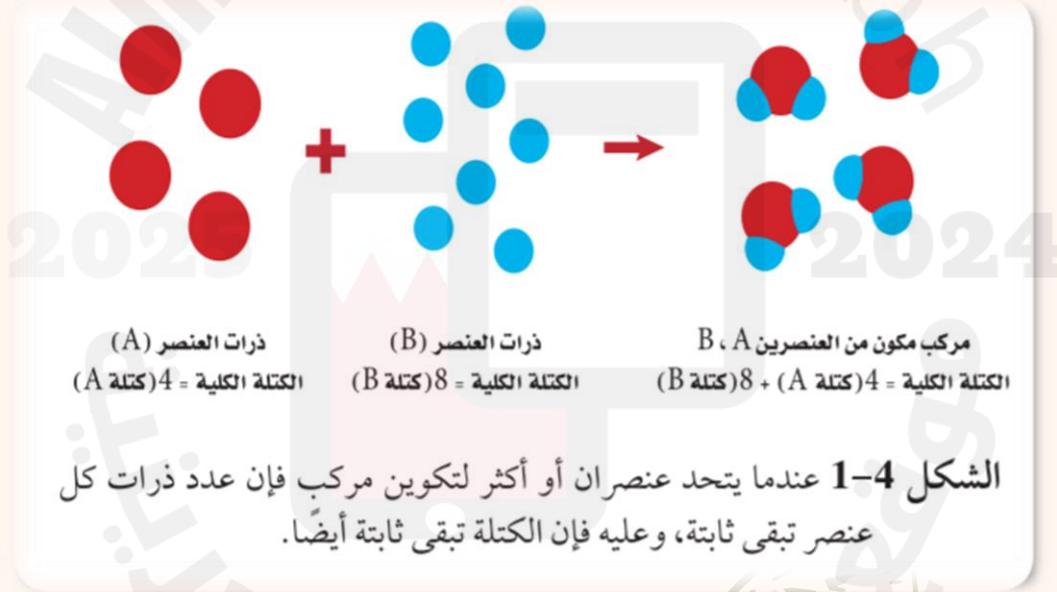 ذرات العنصر (A)
الكتلة الكلية = 4(كتلة A)
ذرات العنصر (B)
الكتلة الكلية = 8(كتلة B)
مركب مكون من العنصرين B ، A
الكتلة الكلية = 4(كتلة A) + 8(كتلة B)
الشكل 4–1 عندما يتحد عنصران أو أكثر لتكوين مركب فإن عدد ذرات كل
عنصر تبقى ثابتة، وعليه فإن الكتلة تبقى ثابتة أيضًا.
2025
2024